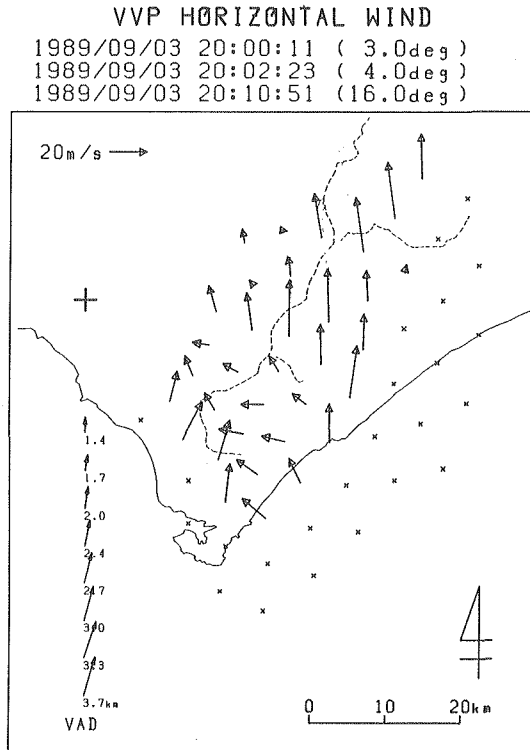 VVP HØRIZØNTAL WIND
1989/09/03 20:00:11 ( 3.0deg )
1989/09/03 20:02:23 ( 4.0deg )
1989/09/03 20:10:51 (16.0deg )
20m/s
1.4
1.7
2.0
2.4
2.7
3.0
3.3
3.7km
VAD
0 10 20km